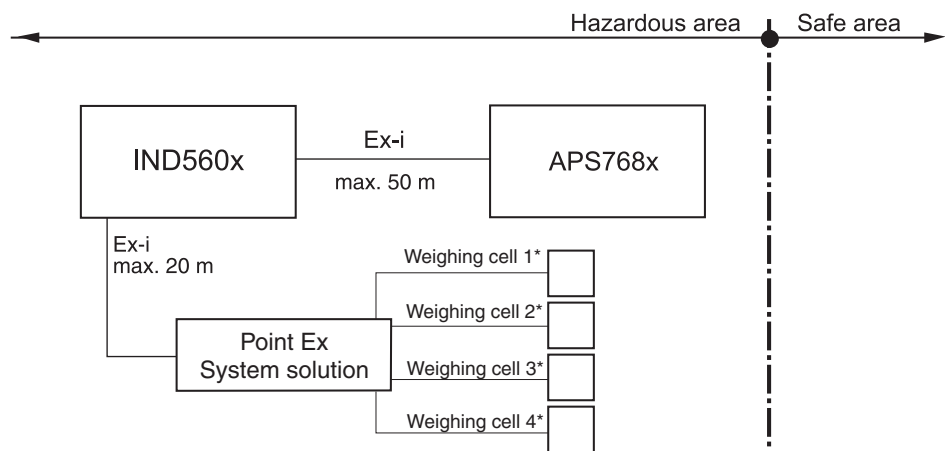 Hazardous area
Safe area
IND560x
Ex-i
max. 50 m
APS768x
Ex-i
max. 20 m
Point Ex
System solution
Weighing cell 1*
Weighing cell 2*
Weighing cell 3*
Weighing cell 4*